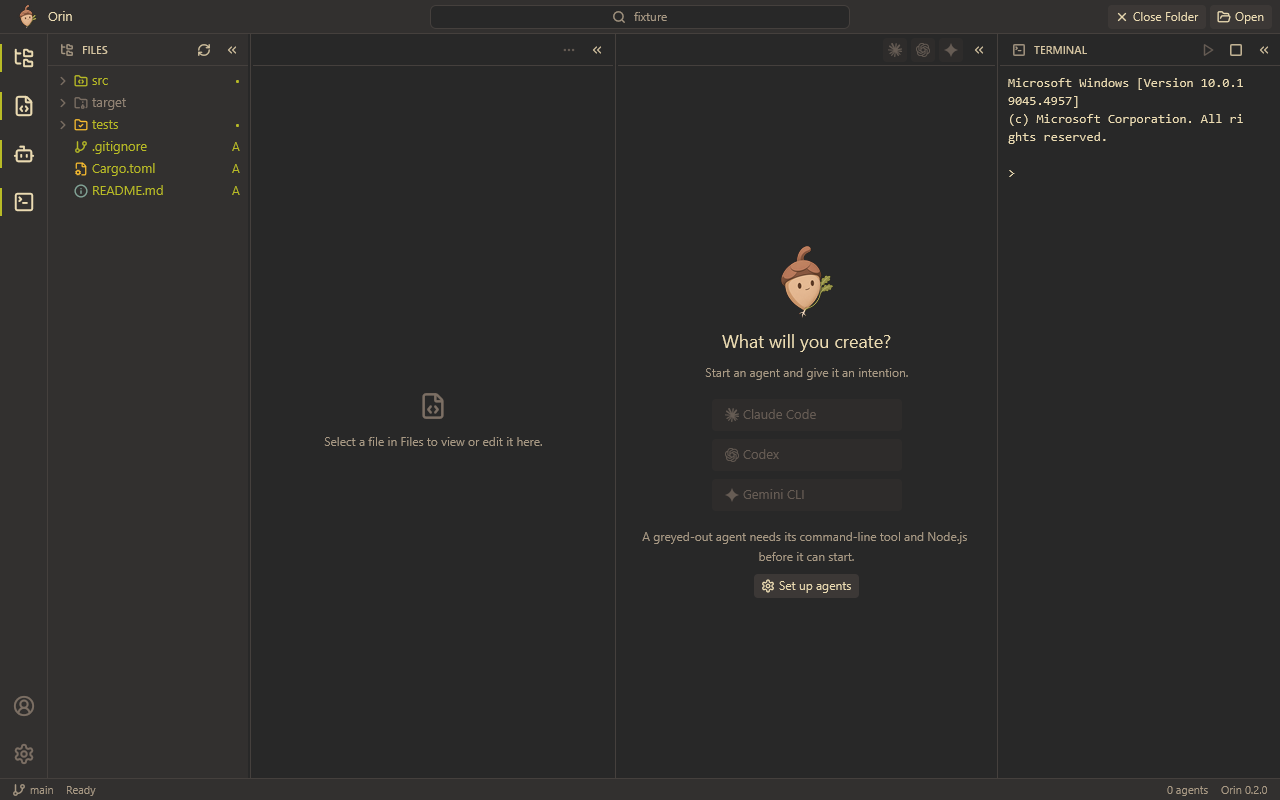 Orin
fixture
Close Folder
Open
FILES
TERMINAL
src
target
tests
.gitignore A
Cargo.toml A
README.md A
Select a file in Files to view or edit it here.
What will you create?
Start an agent and give it an intention.
Claude Code
Codex
Gemini CLI
A greyed-out agent needs its command-line tool and Node.js
before it can start.
Set up agents
Microsoft Windows [Version 10.0.1
9045.4957]
(c) Microsoft Corporation. All ri
ghts reserved.
>
main
Ready
0 agents
Orin 0.2.0